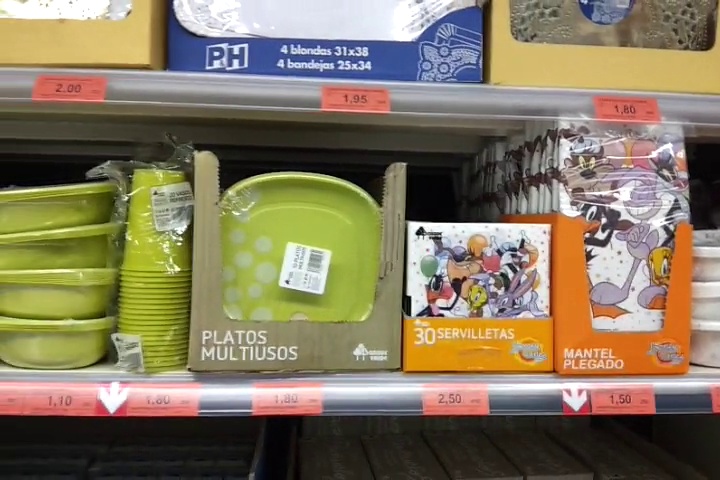 PH
4 blondas 31x38
4 bandejas 25x34
2.00
1,95
1,80
PLATOS
MULTIUSOS
30 SERVILLETAS
MANTEL
PLEGADO
1,10
1,80
1,80
2,50
1,50